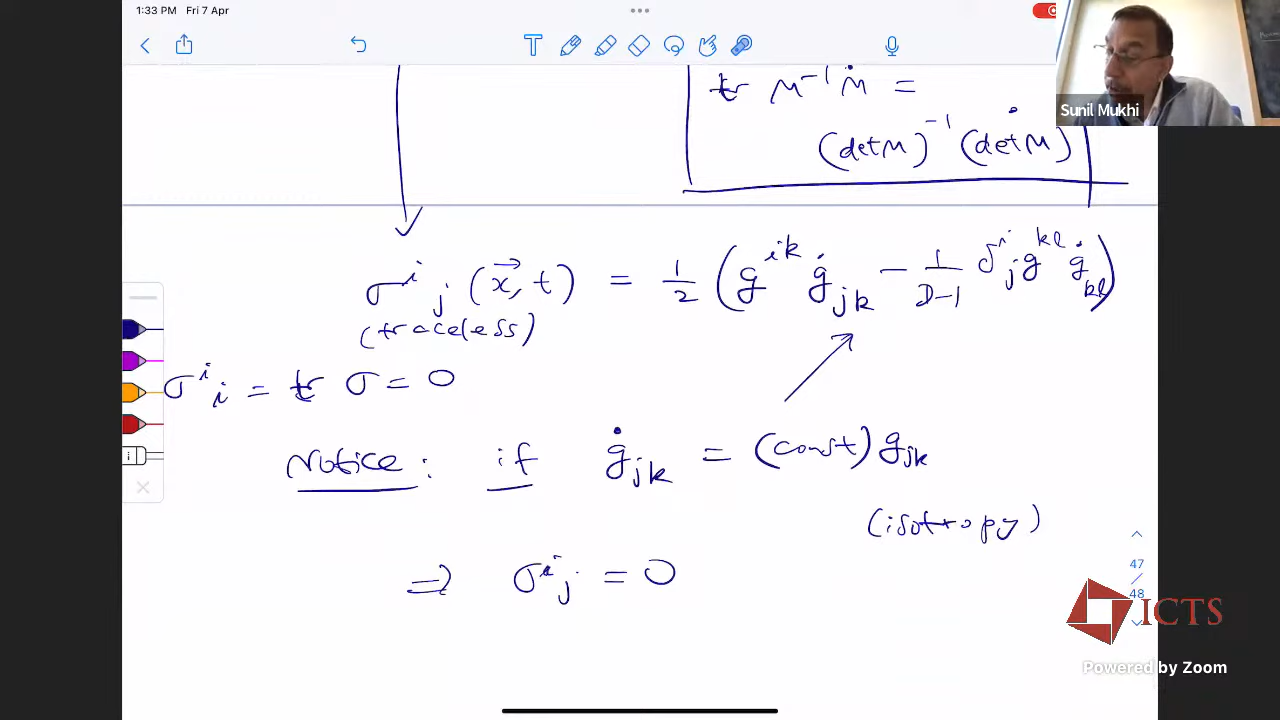 1:33 PM Fri 7 Apr
T
tr M⁻¹Ṁ =
(det M)⁻¹ (det Ṁ)
Sunil Mukhi
σⁱⱼ (x⃗, t) = 1/2 (gⁱᵏ ġⱼₖ − 1/(D−1) δⁱⱼ gᵏˡ ġₖₗ)
(traceless)
σⁱᵢ = tr σ = 0
Notice: if ġⱼₖ = (const) gⱼₖ
(isotropy)
⇒ σⁱⱼ = 0
47
/
48
ICTS
Powered by Zoom